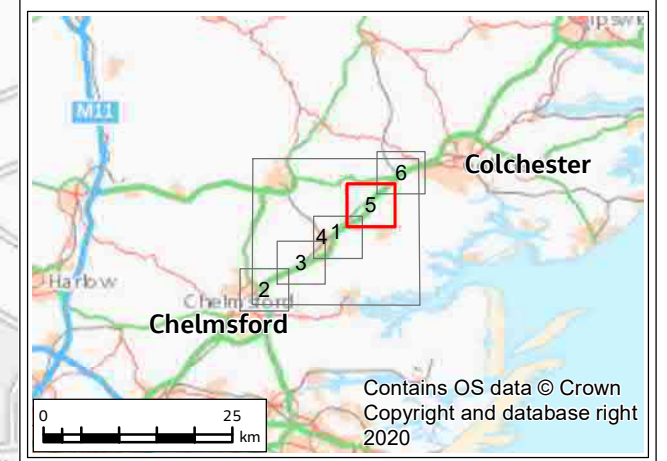 M11
Colchester
6
5
4 1
3
2
Harlow
Chelmsford
Chelmsford
Contains OS data © Crown
Copyright and database right
2020
0 25
km